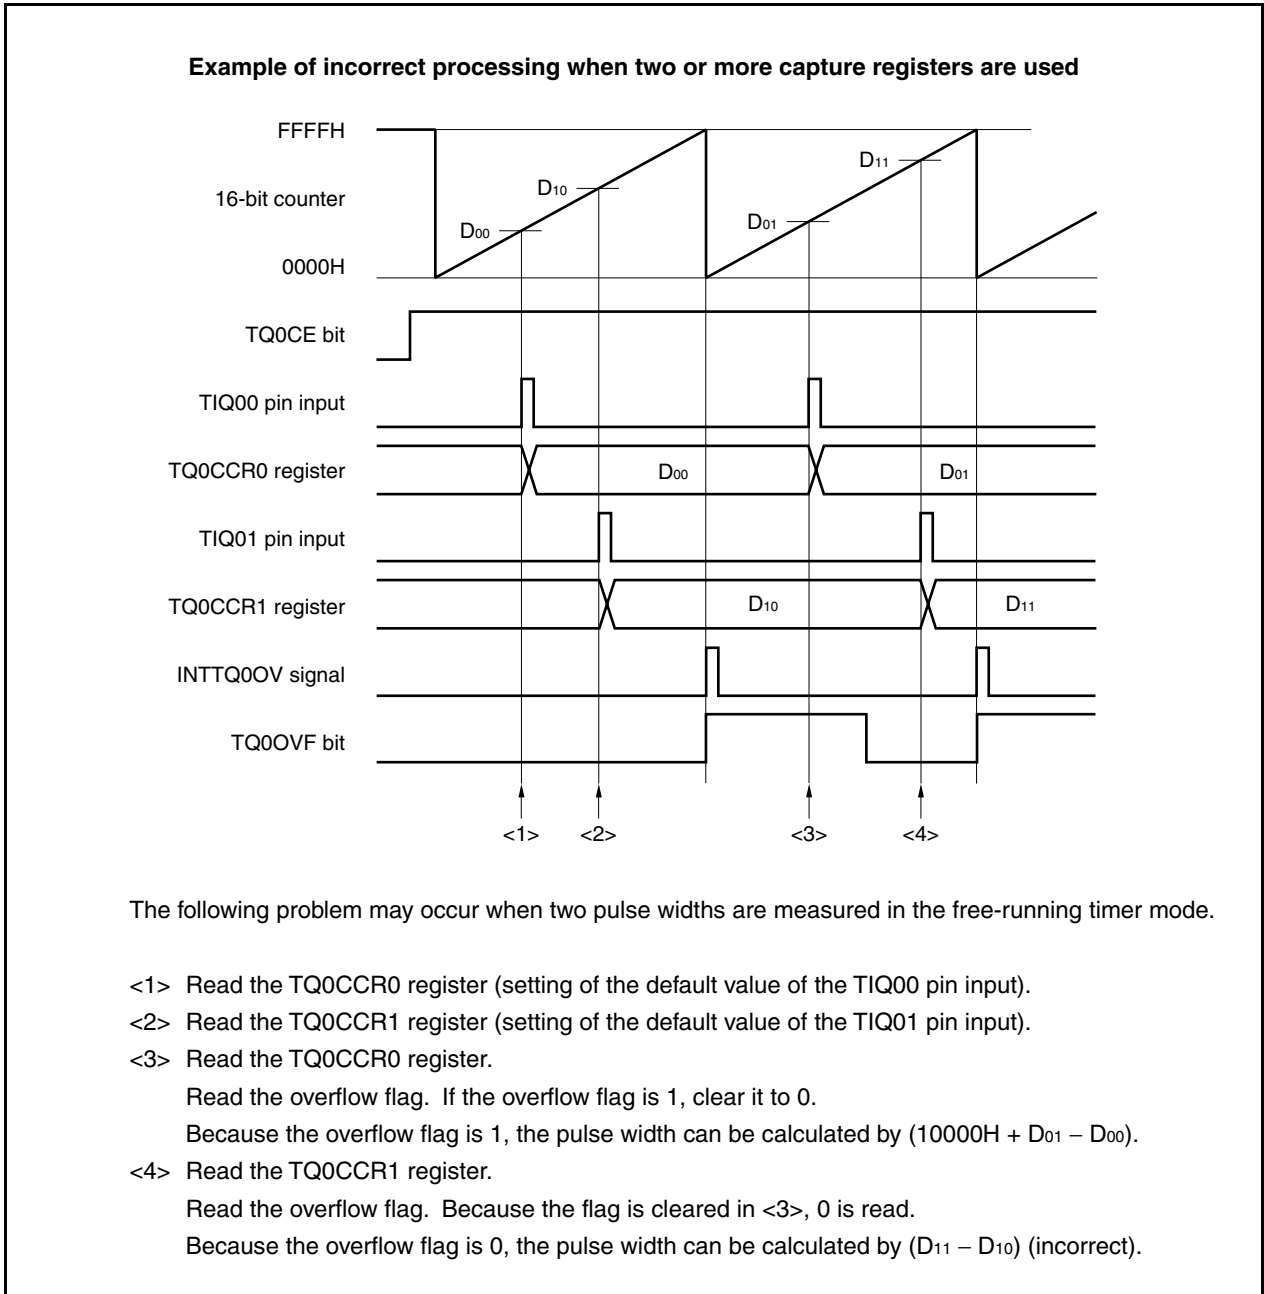 Example of incorrect processing when two or more capture registers are used
FFFFH
16-bit counter
0000H
D00
D10
D01
D11
TQ0CE bit
TIQ00 pin input
TQ0CCR0 register
D00
D01
TIQ01 pin input
TQ0CCR1 register
D10
D11
INTTQ0OV signal
TQ0OVF bit
<1> <2> <3> <4>
The following problem may occur when two pulse widths are measured in the free-running timer mode.
<1> Read the TQ0CCR0 register (setting of the default value of the TIQ00 pin input).
<2> Read the TQ0CCR1 register (setting of the default value of the TIQ01 pin input).
<3> Read the TQ0CCR0 register.
Read the overflow flag. If the overflow flag is 1, clear it to 0.
Because the overflow flag is 1, the pulse width can be calculated by (10000H + D01 − D00).
<4> Read the TQ0CCR1 register.
Read the overflow flag. Because the flag is cleared in <3>, 0 is read.
Because the overflow flag is 0, the pulse width can be calculated by (D11 − D10) (incorrect).